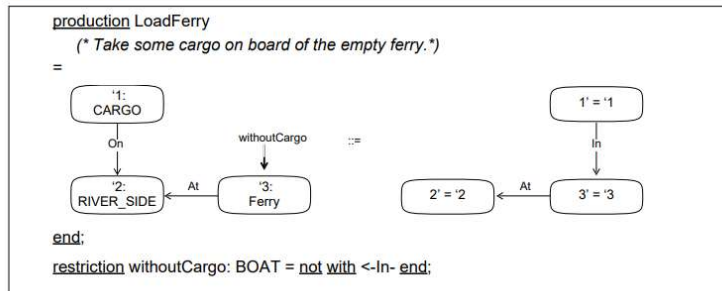 production LoadFerry
(* Take some cargo on board of the empty ferry.*)
=
‘1:
CARGO
1’ = ‘1
On
withoutCargo
::=
In
‘2:
RIVER_SIDE
At
‘3:
Ferry
2’ = ‘2
At
3’ = ‘3
end;
restriction withoutCargo: BOAT = not with <-In- end;